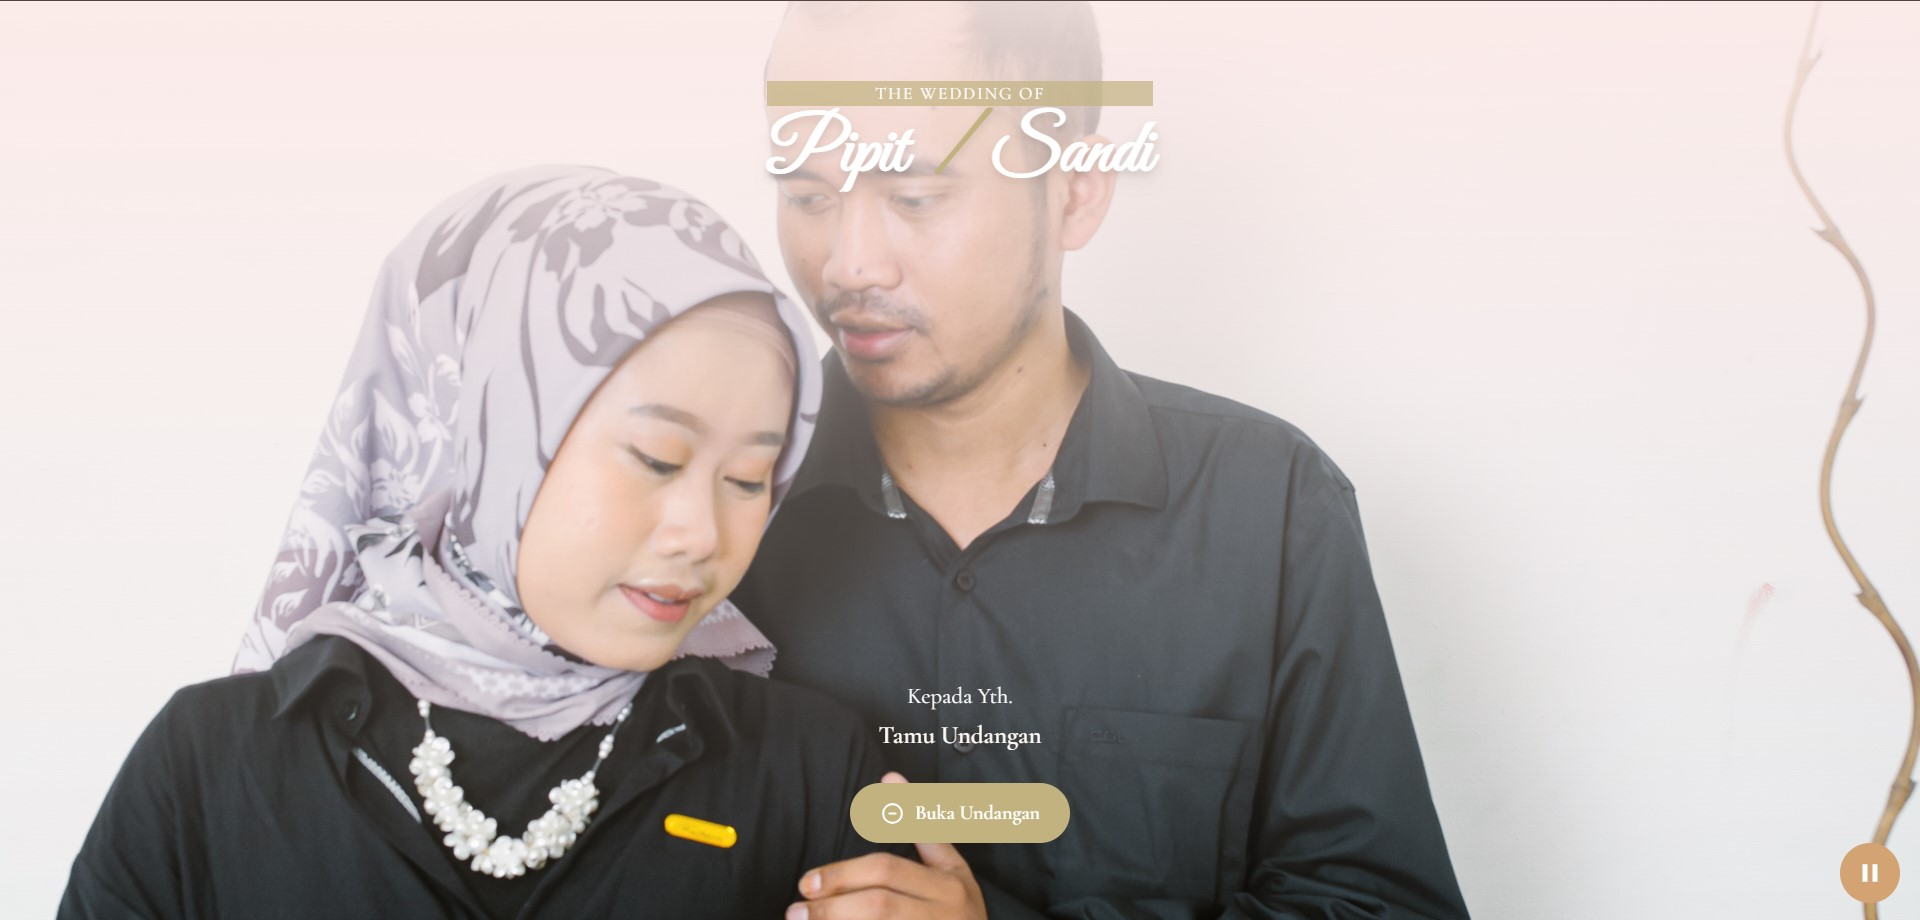 THE WEDDING OF
Pipit / Sandi
Kepada Yth.
Tamu Undangan
Buka Undangan